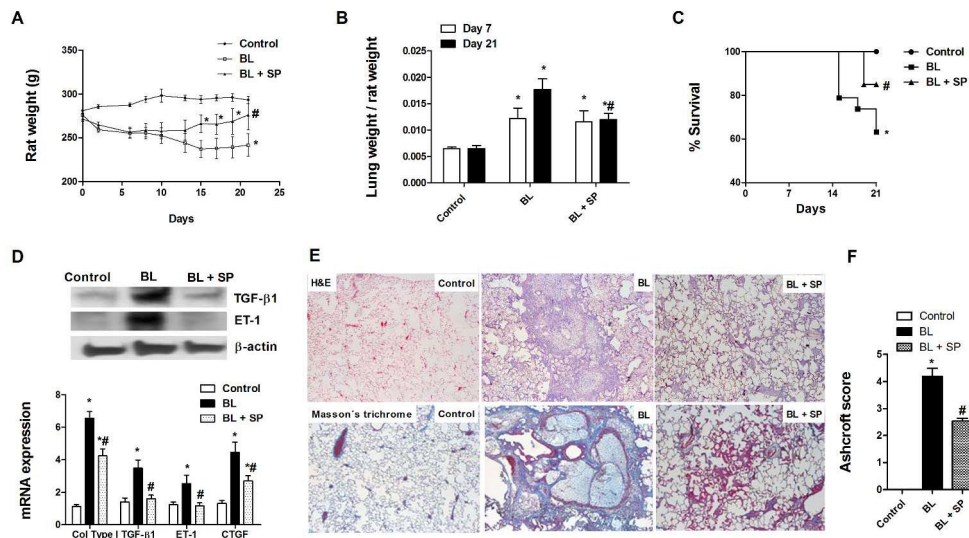 A
Control
BL
BL + SP
Rat weight (g)
350
300
250
200
0 5 10 15 20 25
Days
* * * #
*
B
Day 7
Day 21
Lung weight / rat weight
0.020
0.015
0.010
0.005
0.000
* * * *#
Control BL BL + SP
C
Control
BL
BL + SP
% Survival
100
80
60
40
0 7 14 21
Days
#
*
D
Control BL BL + SP
TGF-β1
ET-1
β-actin
Control
BL
BL + SP
mRNA expression
8
6
4
2
0
* *# * # * # * *#
Col Type I TGF-β1 ET-1 CTGF
E
H&E Control BL BL + SP
Masson´s trichrome Control BL BL + SP
F
Control
BL
BL + SP
Ashcroft score
5
4
3
2
1
0
* #
Control BL BL + SP